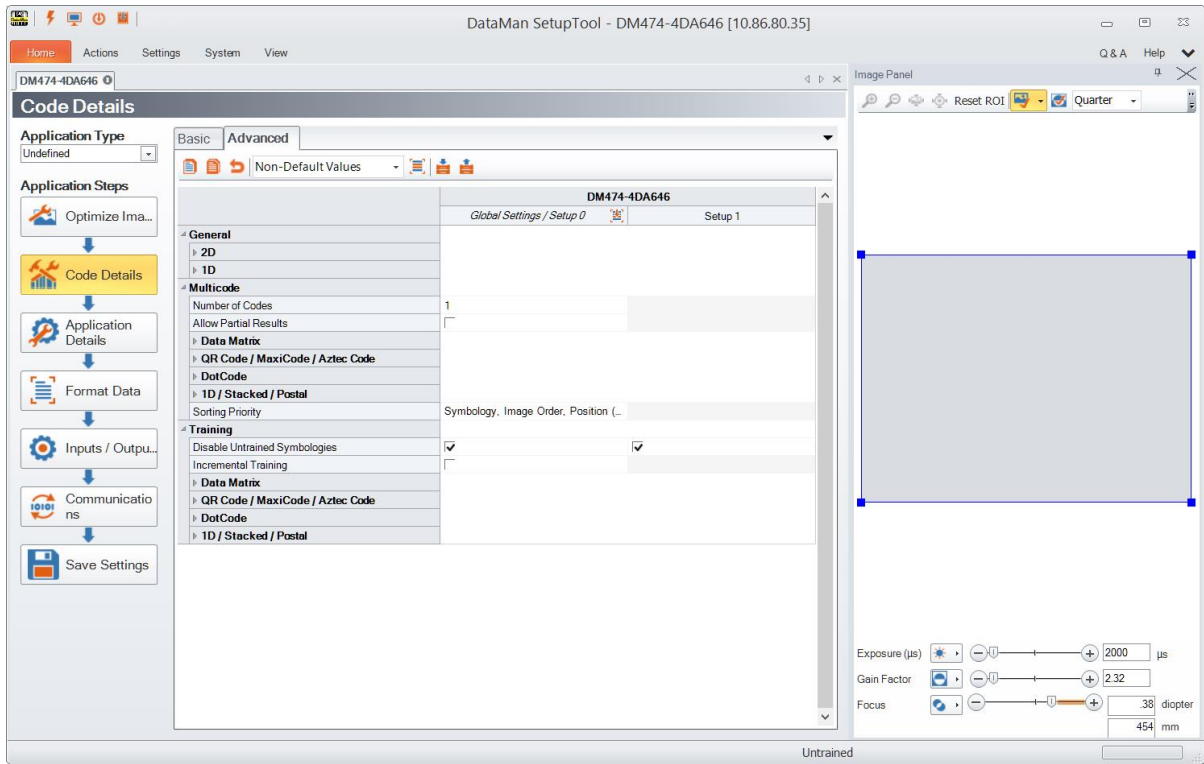 DataMan SetupTool - DM474-4DA646 [10.86.80.35]
Home Actions Settings System View Q & A Help
DM474-4DA646
Code Details
Application Type
Undefined
Application Steps
Optimize Ima...
Code Details
Application
Details
Format Data
Inputs / Outpu...
Communicatio
ns
Save Settings
Basic Advanced
Non-Default Values
DM474-4DA646
Global Settings / Setup 0 Setup 1
General
2D
1D
Multicode
Number of Codes 1
Allow Partial Results
Data Matrix
QR Code / MaxiCode / Aztec Code
DotCode
1D / Stacked / Postal
Sorting Priority Symbology, Image Order, Position (...
Training
Disable Untrained Symbologies
Incremental Training
Data Matrix
QR Code / MaxiCode / Aztec Code
DotCode
1D / Stacked / Postal
Image Panel
Reset ROI Quarter
Exposure (µs) 2000 µs
Gain Factor 2.32
Focus .38 diopter
454 mm
Untrained